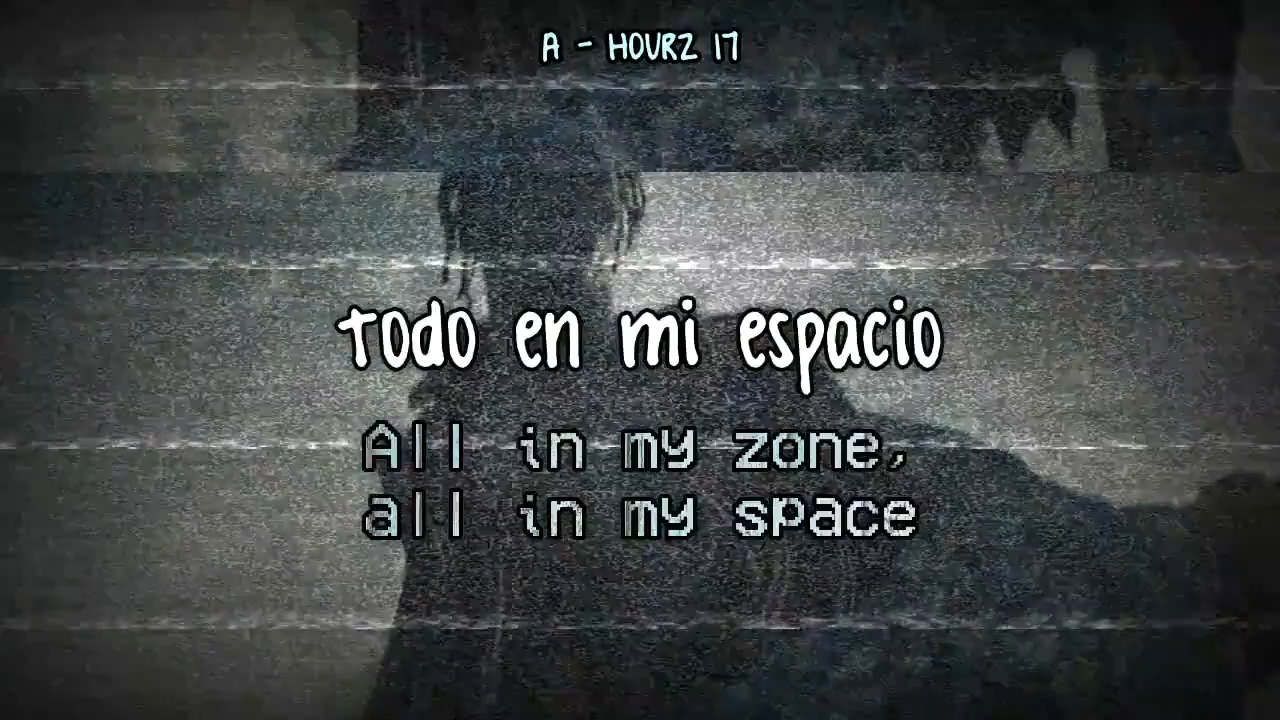 A - HOURZ 17
todo en mi espacio
All in my zone,
all in my space